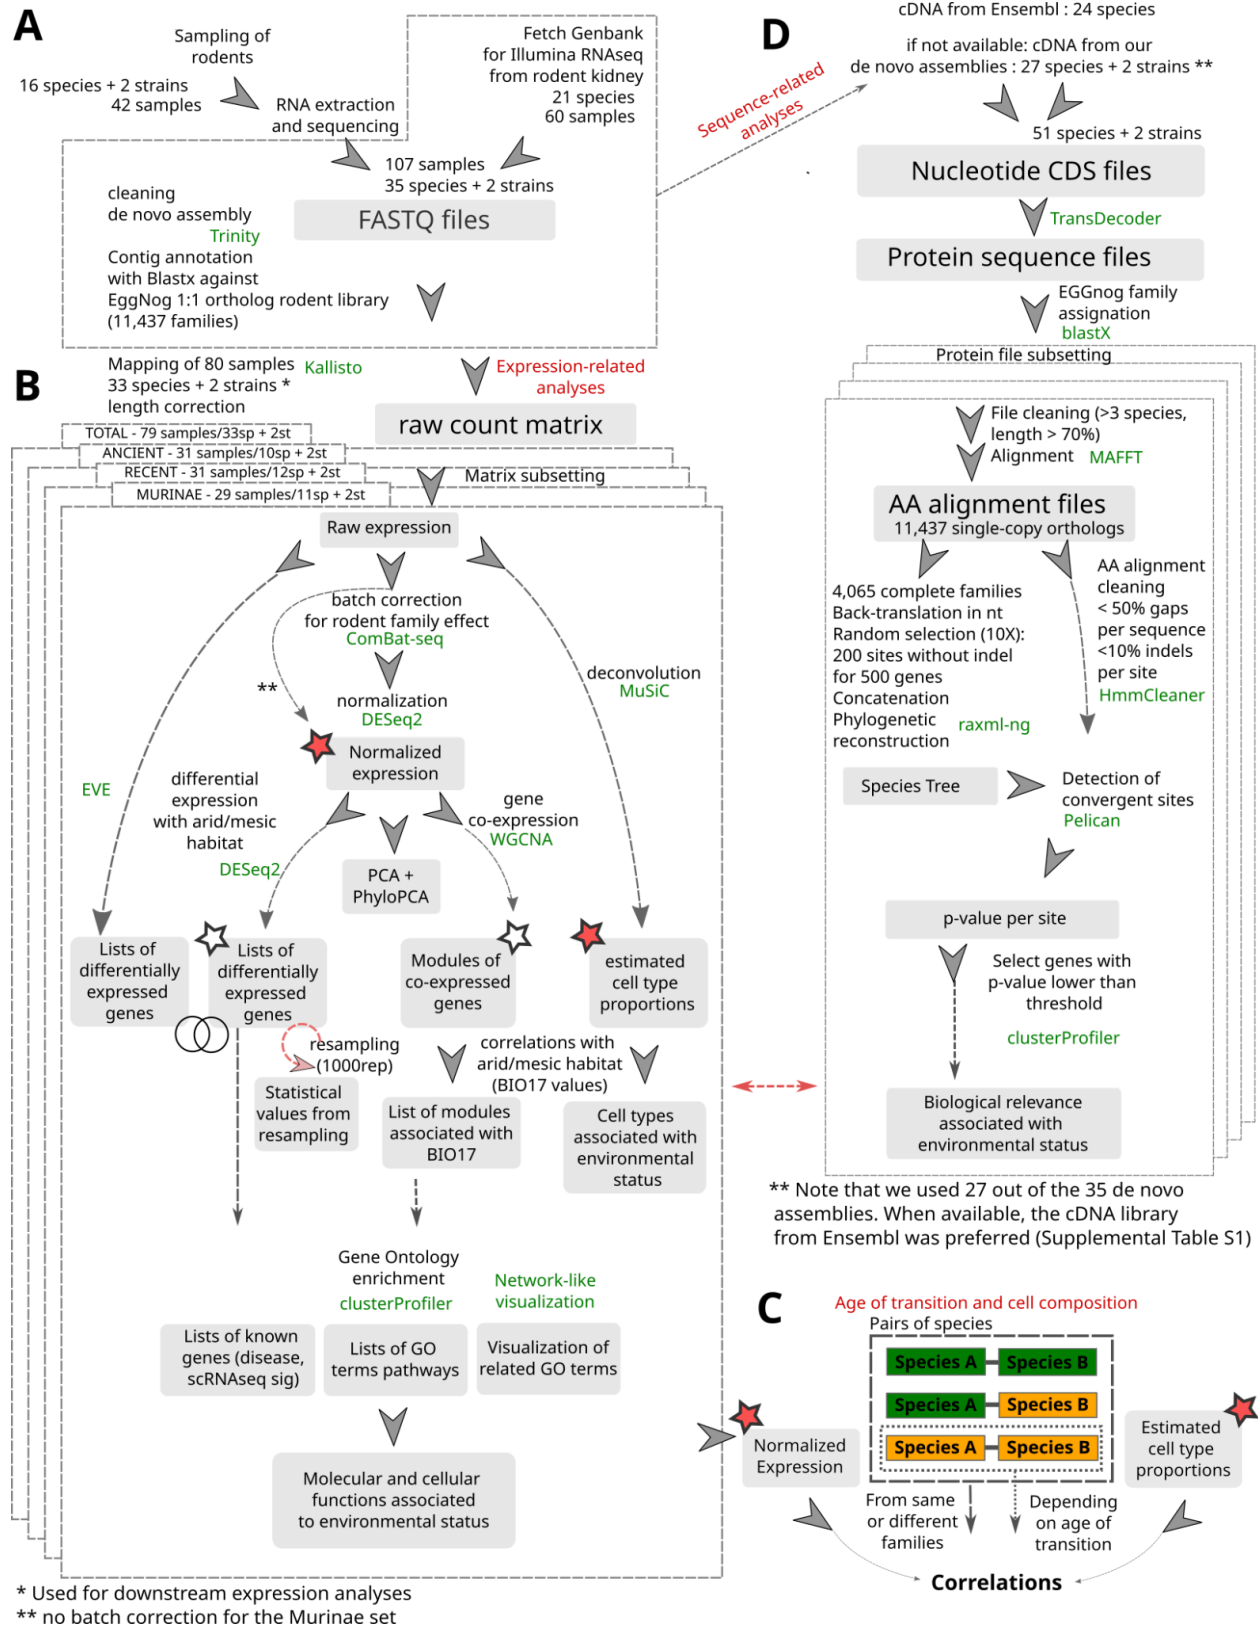 A
Sampling of
rodents
16 species + 2 strains
42 samples
RNA extraction
and sequencing
Fetch Genbank
for Illumina RNAseq
from rodent kidney
21 species
60 samples
107 samples
35 species + 2 strains
FASTQ files
cleaning
de novo assembly
Trinity
Contig annotation
with Blastx against
EggNog 1:1 ortholog rodent library
(11,437 families)
Sequence-related
analyses
B
Mapping of 80 samples
33 species + 2 strains *
length correction
Kallisto
Expression-related
analyses
raw count matrix
TOTAL - 79 samples/33sp + 2st
ANCIENT - 31 samples/10sp + 2st
RECENT - 31 samples/12sp + 2st
MURINAE - 29 samples/11sp + 2st
Matrix subsetting
Raw expression
batch correction
for rodent family effect
ComBat-seq
**
normalization
DESeq2
deconvolution
MuSiC
Normalized
expression
EVE
differential
expression
with arid/mesic
habitat
DESeq2
gene
co-expression
WGCNA
PCA +
PhyloPCA
Lists of
differentially
expressed
genes
Lists of
differentially
expressed
genes
Modules of
co-expressed
genes
estimated
cell type
proportions
resampling
(1000rep)
correlations with
arid/mesic habitat
(BIO17 values)
Statistical
values from
resampling
List of modules
associated with
BIO17
Cell types
associated with
environmental
status
Gene Ontology
enrichment
clusterProfiler
Network-like
visualization
Lists of known
genes (disease,
scRNAseq sig)
Lists of GO
terms pathways
Visualization of
related GO terms
Molecular and cellular
functions associated
to environmental status
* Used for downstream expression analyses
** no batch correction for the Murinae set
D
cDNA from Ensembl : 24 species
if not available: cDNA from our
de novo assemblies : 27 species + 2 strains **
51 species + 2 strains
Nucleotide CDS files
TransDecoder
Protein sequence files
EGGnog family
assignation
blastX
Protein file subsetting
File cleaning (>3 species,
length > 70%)
Alignment
MAFFT
AA alignment files
11,437 single-copy orthologs
4,065 complete families
Back-translation in nt
Random selection (10X):
200 sites without indel
for 500 genes
Concatenation
Phylogenetic
reconstruction
raxml-ng
AA alignment
cleaning
< 50% gaps
per sequence
<10% indels
per site
HmmCleaner
Species Tree
Detection of
convergent sites
Pelican
p-value per site
Select genes with
p-value lower than
threshold
clusterProfiler
Biological relevance
associated with
environmental status
** Note that we used 27 out of the 35 de novo
assemblies. When available, the cDNA library
from Ensembl was preferred (Supplemental Table S1)
C
Age of transition and cell composition
Pairs of species
Species A
Species B
Species A
Species B
Species A
Species B
Normalized
Expression
Estimated
cell type
proportions
From same
or different
families
Depending
on age of
transition
Correlations